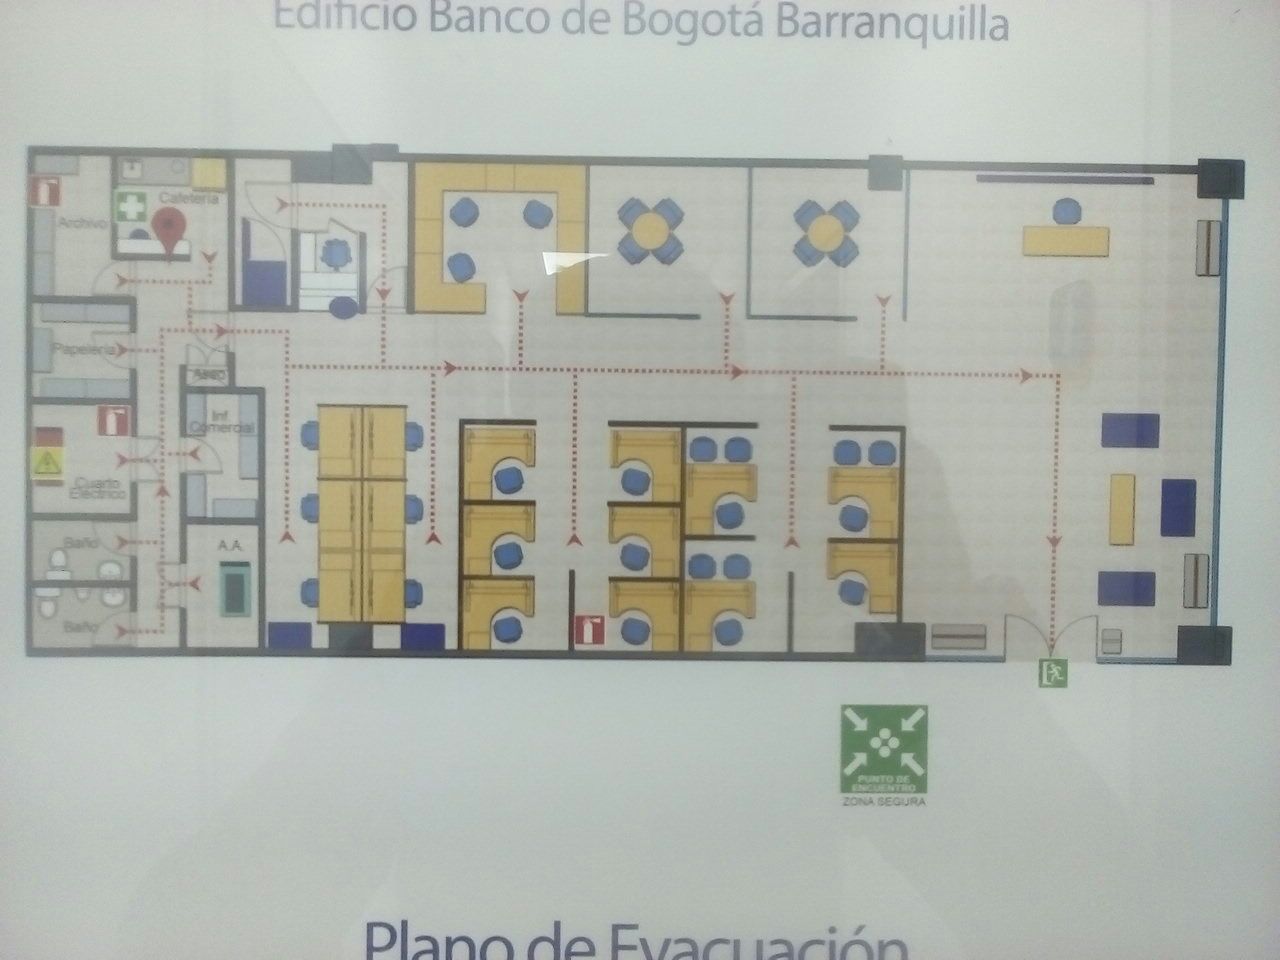 Edificio Banco de Bogotá Barranquilla
Cafetería
Archivo
Papelería
Aseo
Inf.
Comercial
Cuarto
Eléctrico
Baño
A.A.
Baño
PUNTO DE
ENCUENTRO
ZONA SEGURA
Plano de Evacuación